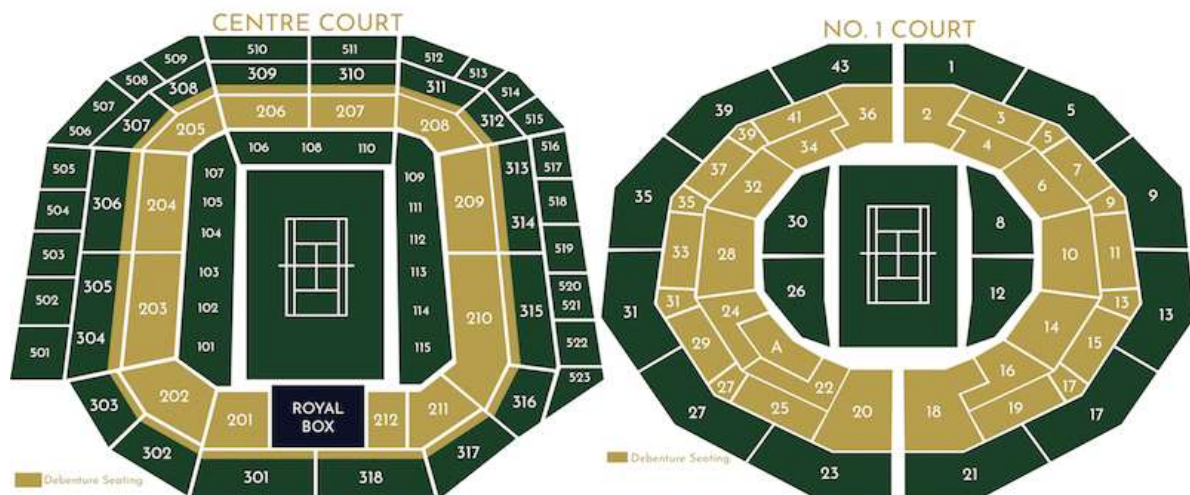 CENTRE COURT
510 511
509 512
309 310
508 513
308 311
514
507
206 207
307 312 515
205 208
506
106 108 110 516
505 107 109 313 517
306
204 105 111 209 518
504
104 112 314
503 103 113 519
305
203 102 114 210 520
502 315 521
304
501 101 115 522
523
202
303 201 ROYAL 212 211 316
BOX
302 317
301 318
Debenture Seating
NO. 1 COURT
43 1
39 5
41 36 2 3
39 34 4 5
37 7
32 6
35 35 9 9
30 8
33 28 10 11
26 12
31 31 13 13
24 14
29 A 15
16
27 22 17
27 25 20 18 19 17
23 21
Debenture Seating